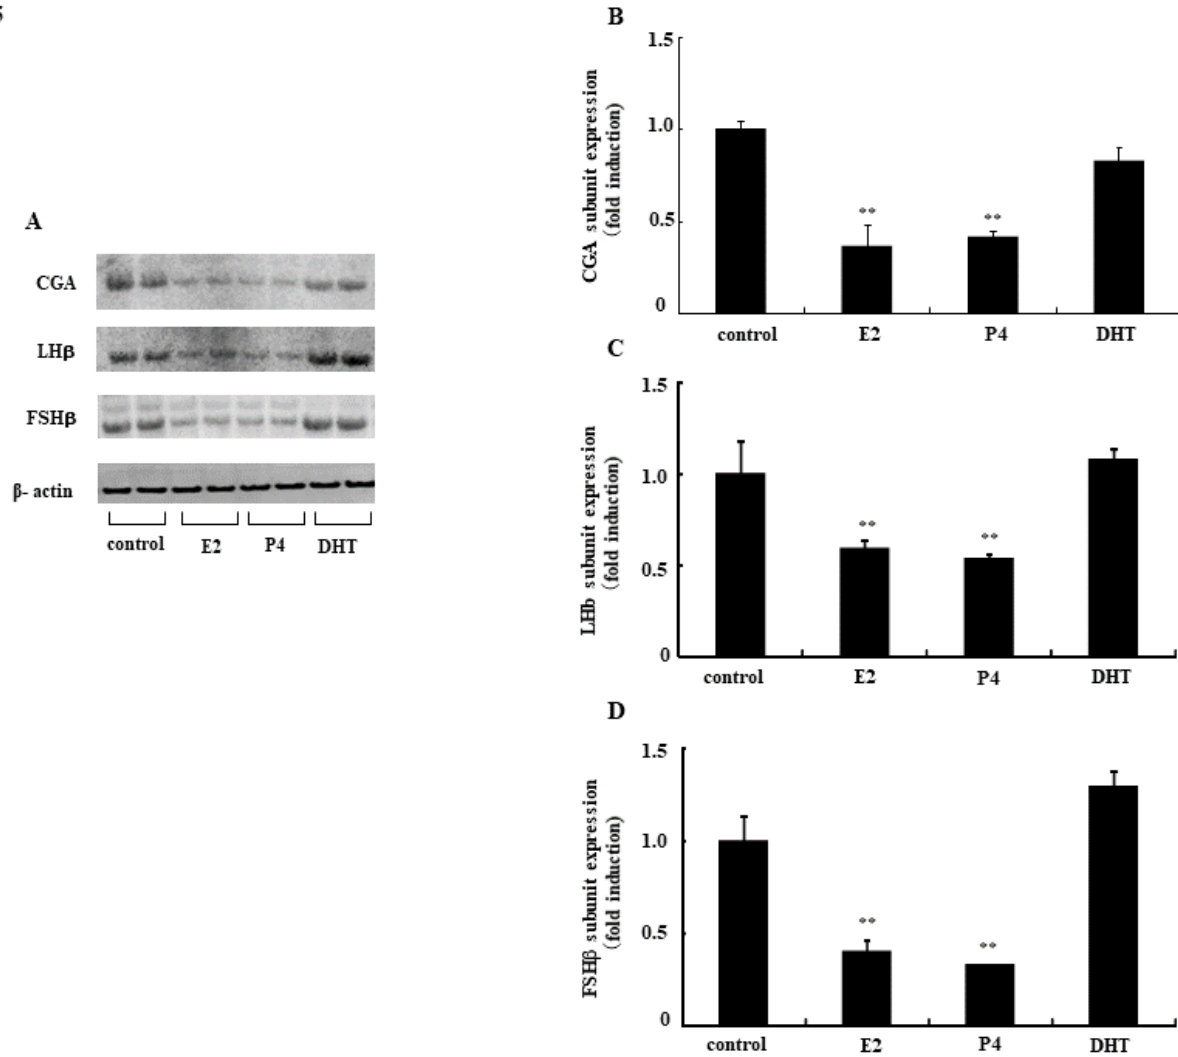 A
CGA
LHβ
FSHβ
β- actin
control E2 P4 DHT
B
CGA subunit expression
(fold induction)
1.5
1.0
0.5
0
** **
control E2 P4 DHT
C
LHb subunit expression
(fold induction)
1.5
1.0
0.5
0
** **
control E2 P4 DHT
D
FSHβ subunit expression
(fold induction)
1.5
1.0
0.5
0
** **
control E2 P4 DHT